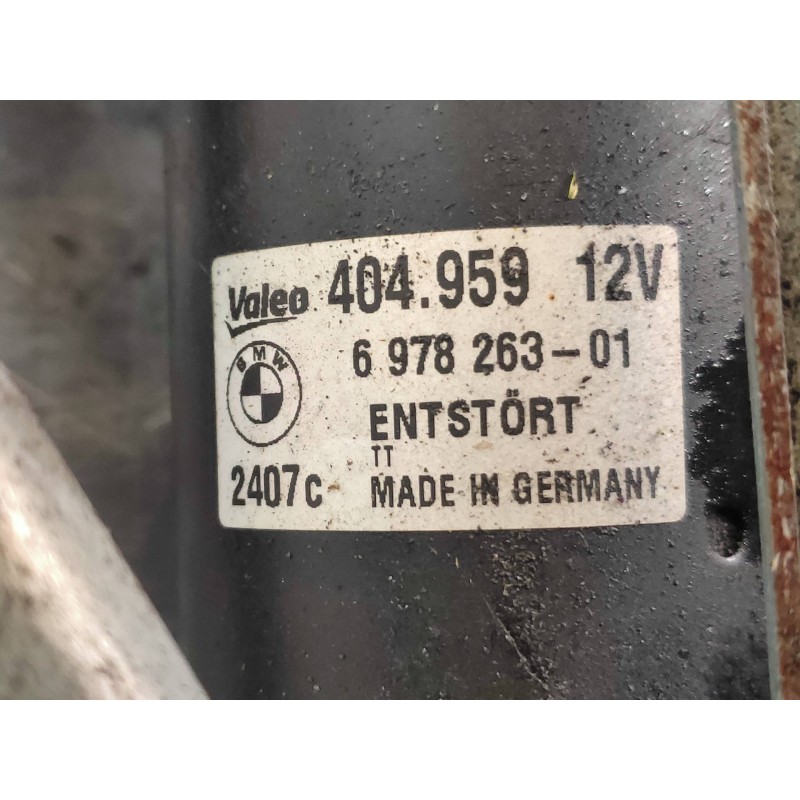 Valeo 404.959 12V
BMW 6 978 263-01
ENTSTÖRT
TT
2407c MADE IN GERMANY